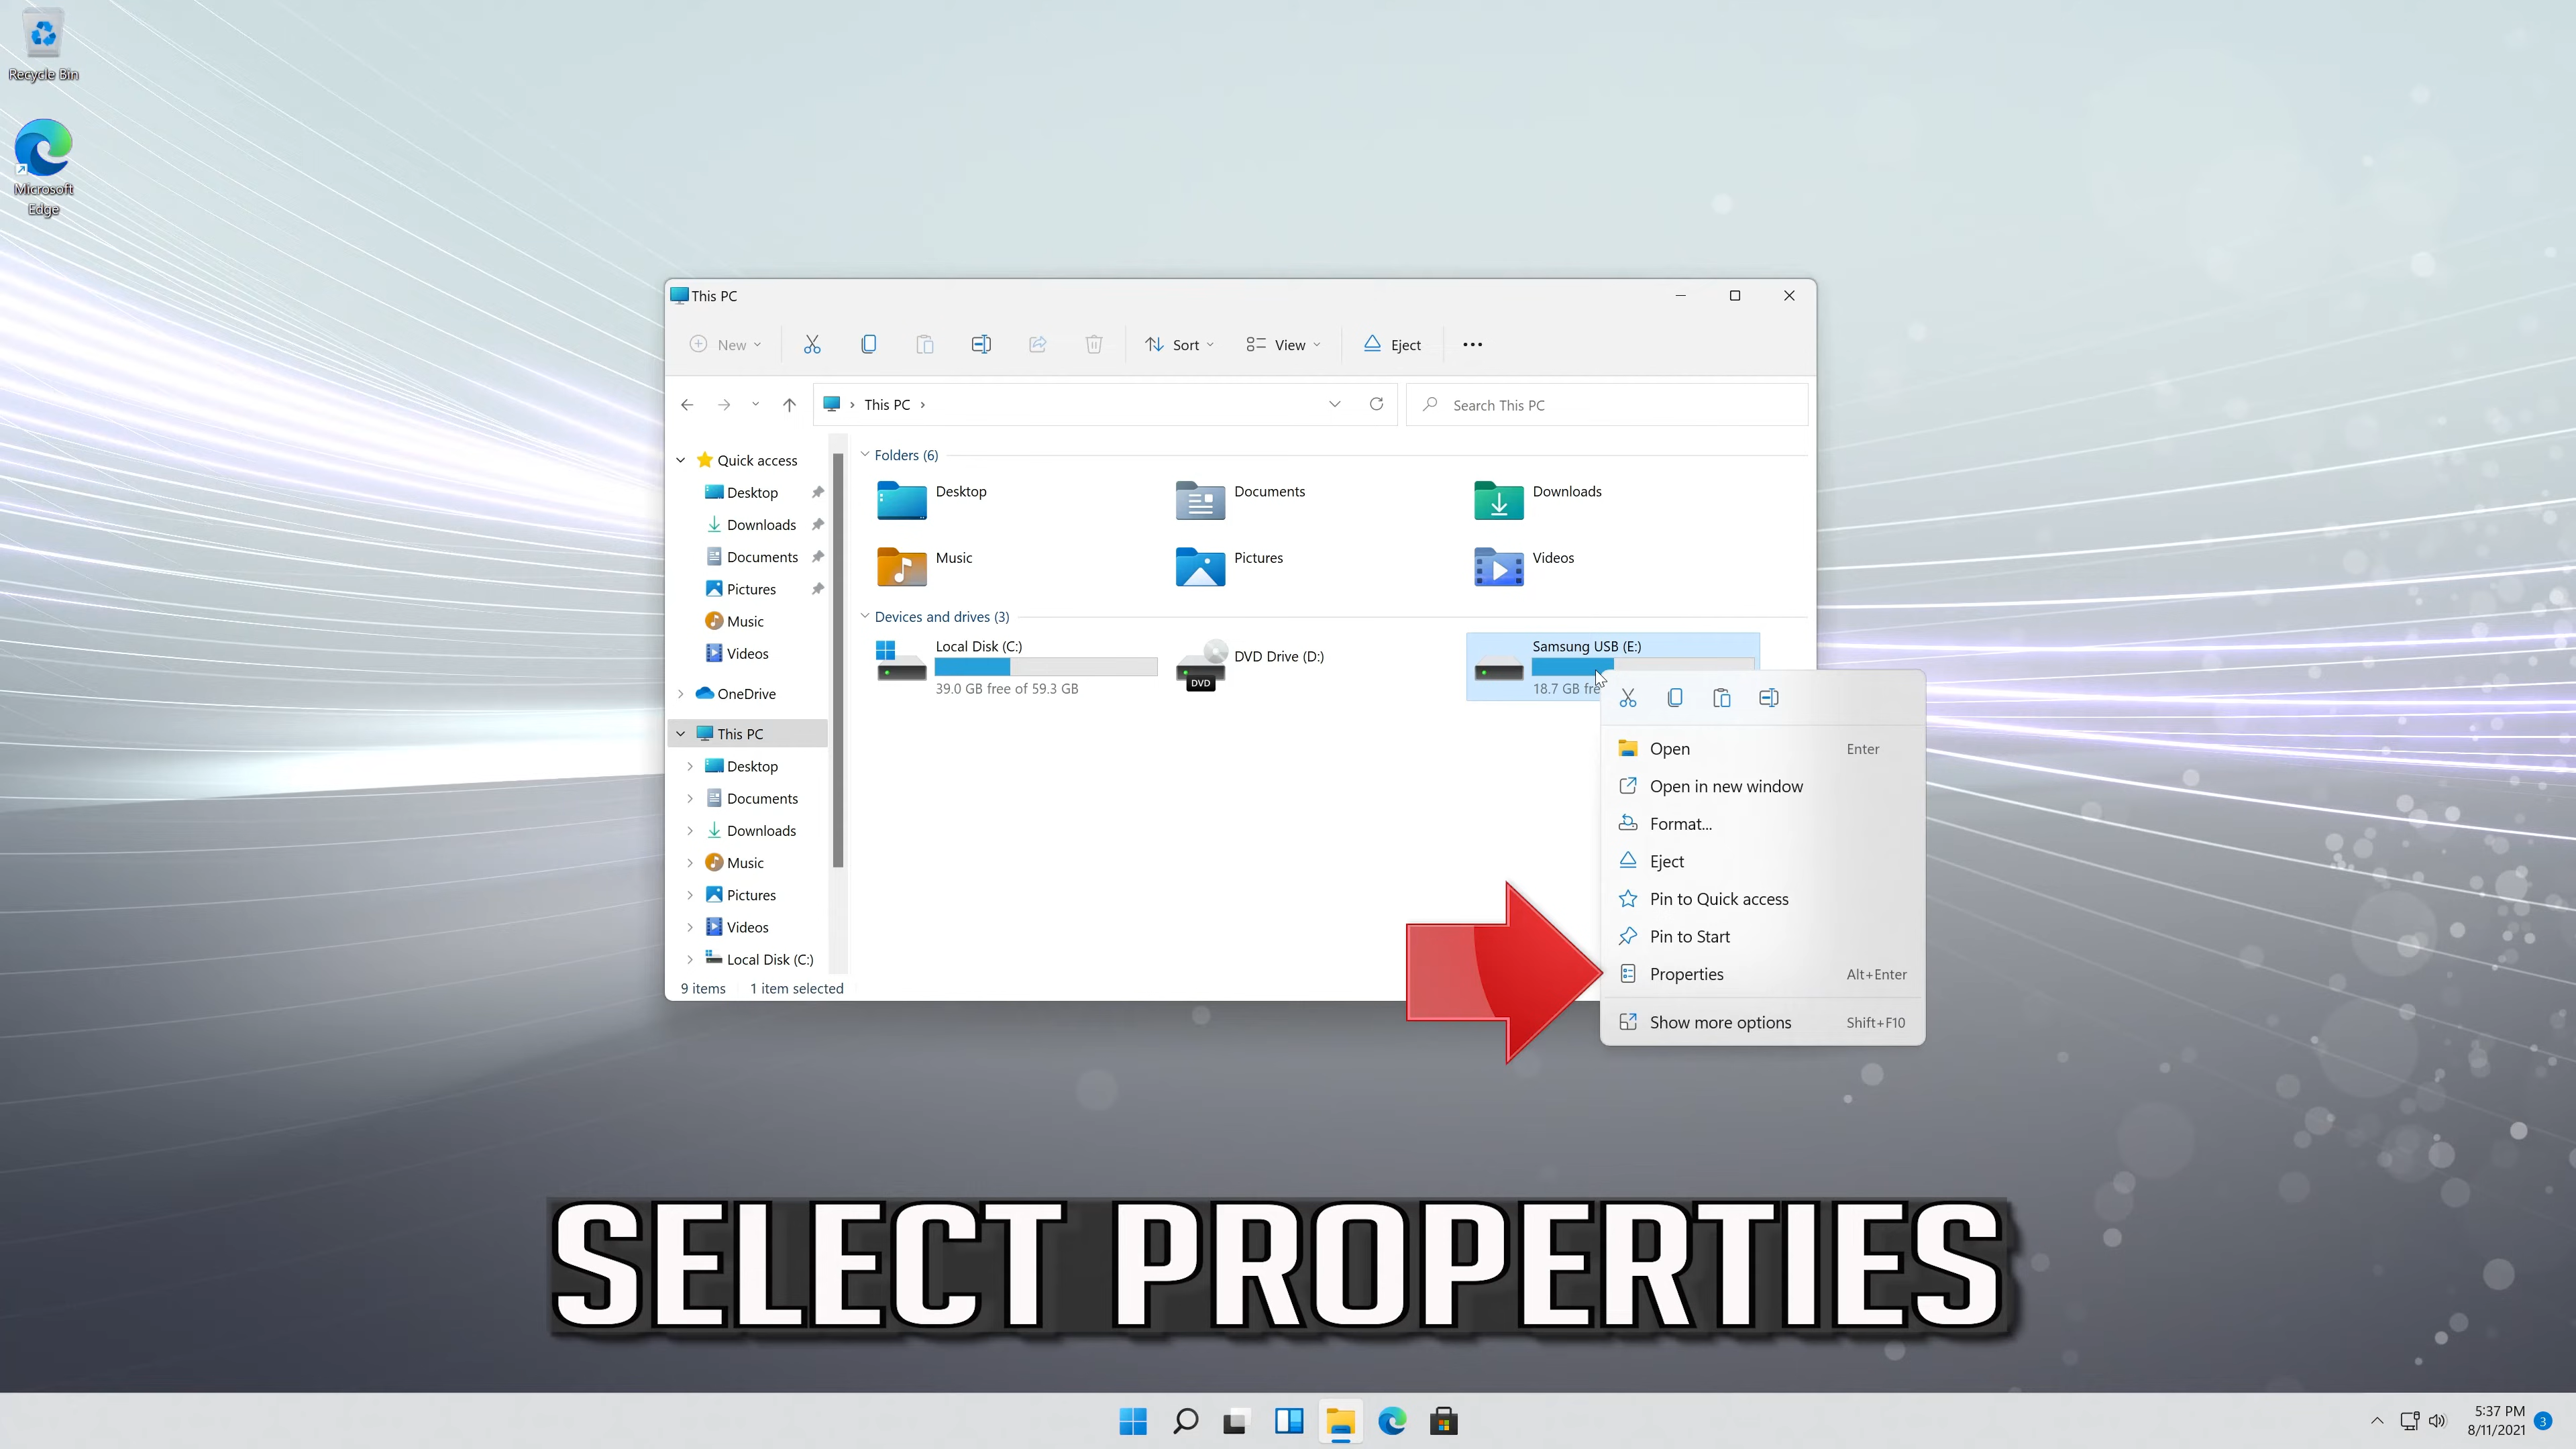 Recycle Bin
Microsoft
Edge
This PC
New
Sort
View
Eject
This PC
Search This PC
Quick access
Desktop
Downloads
Documents
Pictures
Music
Videos
OneDrive
This PC
Desktop
Documents
Downloads
Music
Pictures
Videos
Local Disk (C:)
Folders (6)
Desktop
Documents
Downloads
Music
Pictures
Videos
Devices and drives (3)
Local Disk (C:)
39.0 GB free of 59.3 GB
DVD
DVD Drive (D:)
Samsung USB (E:)
18.7 GB fre
Open Enter
Open in new window
Format...
Eject
Pin to Quick access
Pin to Start
Properties Alt+Enter
Show more options Shift+F10
9 items 1 item selected
SELECT PROPERTIES
5:37 PM
8/11/2021
3